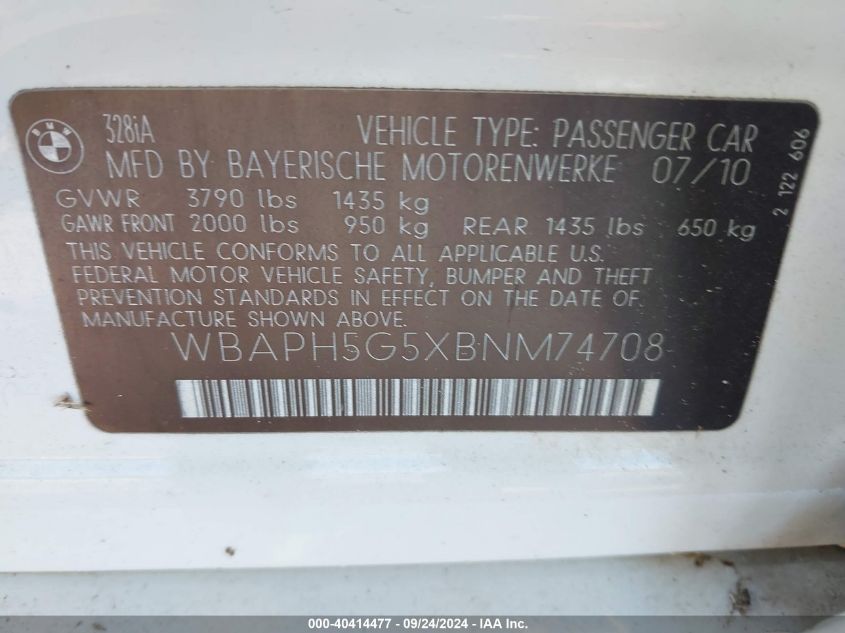 BMW
328iA VEHICLE TYPE: PASSENGER CAR
MFD BY BAYERISCHE MOTORENWERKE 07/10
GVWR 3790 lbs 1435 kg
GAWR FRONT 2000 lbs 950 kg REAR 1435 lbs 650 kg
THIS VEHICLE CONFORMS TO ALL APPLICABLE U.S.
FEDERAL MOTOR VEHICLE SAFETY, BUMPER AND THEFT
PREVENTION STANDARDS IN EFFECT ON THE DATE OF
MANUFACTURE SHOWN ABOVE.
WBAPH5G5XBNM74708
2 122 606
000-40414477 - 09/24/2024 - IAA Inc.